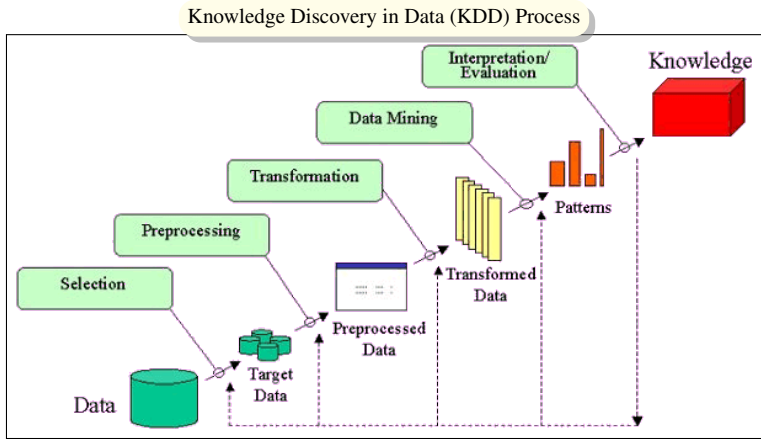 Knowledge Discovery in Data (KDD) Process
Interpretation/
Evaluation
Knowledge
Data Mining
Transformation
Patterns
Preprocessing
Transformed
Data
Selection
Preprocessed
Data
Target
Data
Data